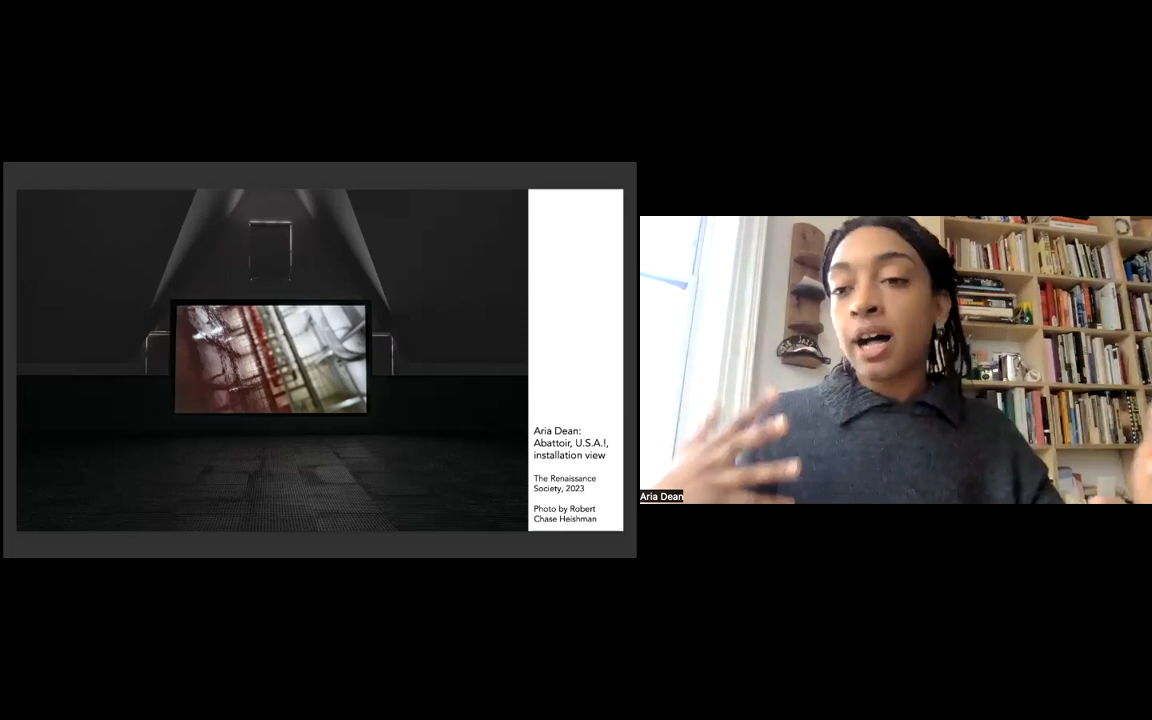 Aria Dean:
Abattoir, U.S.A.!,
installation view
The Renaissance
Society, 2023
Photo by Robert
Chase Heishman
Aria Dean